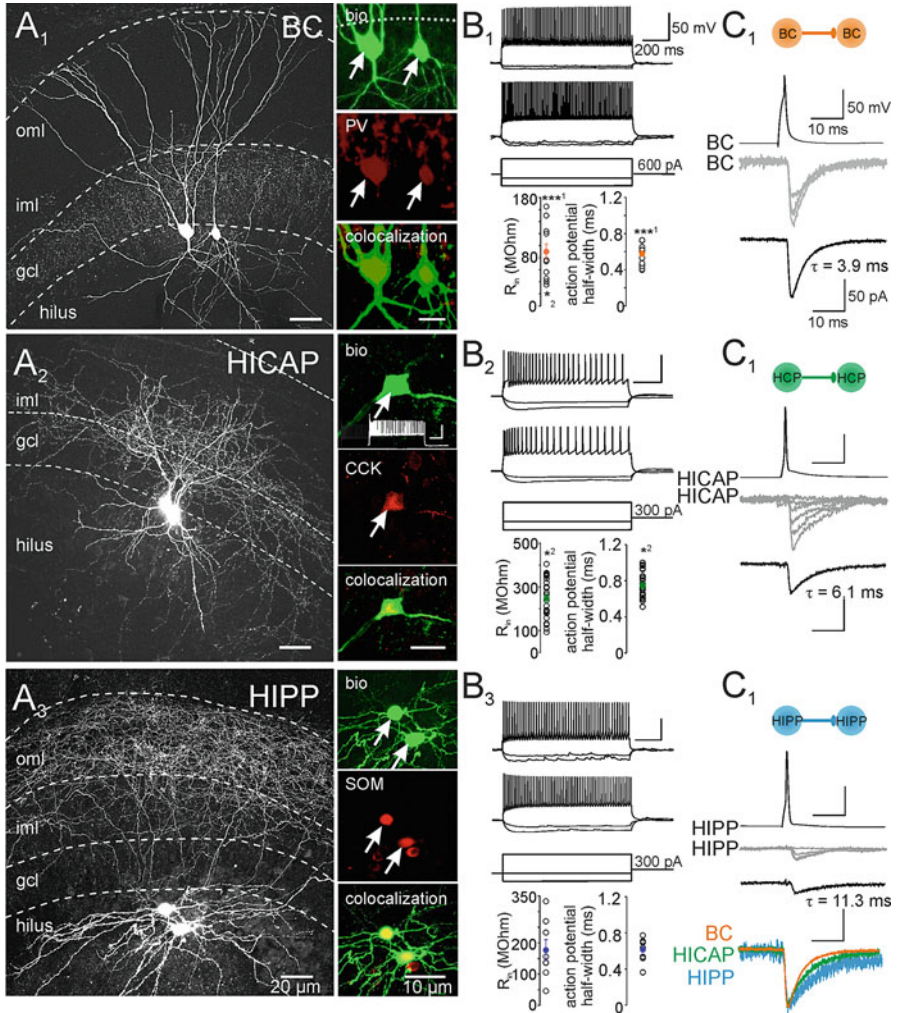 A1
BC
oml
iml
gcl
hilus
bio
PV
colocalization
B1
50 mV
200 ms
600 pA
180
80
0
Rin (MOhm)
***1
*2
1.2
0.8
0.4
0
action potential
half-width (ms)
***1
C1
BC
BC
50 mV
10 ms
BC
BC
τ = 3.9 ms
50 pA
10 ms
A2
HICAP
*
iml
gcl
hilus
bio
CCK
colocalization
B2
300 pA
500
300
100
0
Rin (MOhm)
*2
1.2
0.8
0.4
0
action potential
half-width (ms)
*2
C1
HCP
HCP
HICAP
HICAP
τ = 6.1 ms
A3
HIPP
oml
iml
gcl
hilus
20 μm
bio
SOM
colocalization
10 μm
B3
300 pA
350
200
100
0
Rin (MOhm)
1.2
0.8
0.4
0
action potential
half-width (ms)
C1
HIPP
HIPP
HIPP
HIPP
τ = 11.3 ms
BC
HICAP
HIPP